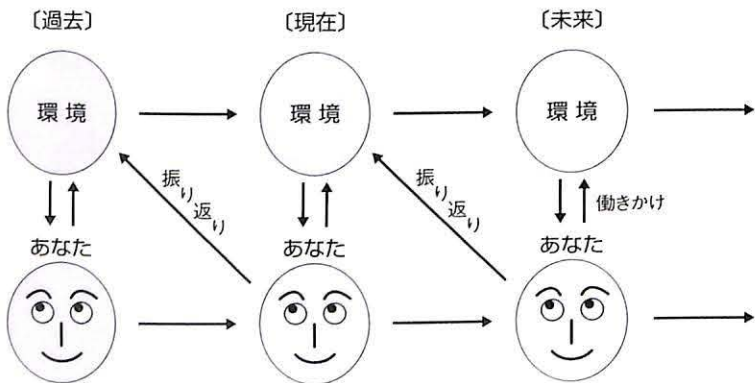 〔過去〕
〔現在〕
〔未来〕
環境
環境
環境
振り返り
振り返り
働きかけ
あなた
あなた
あなた